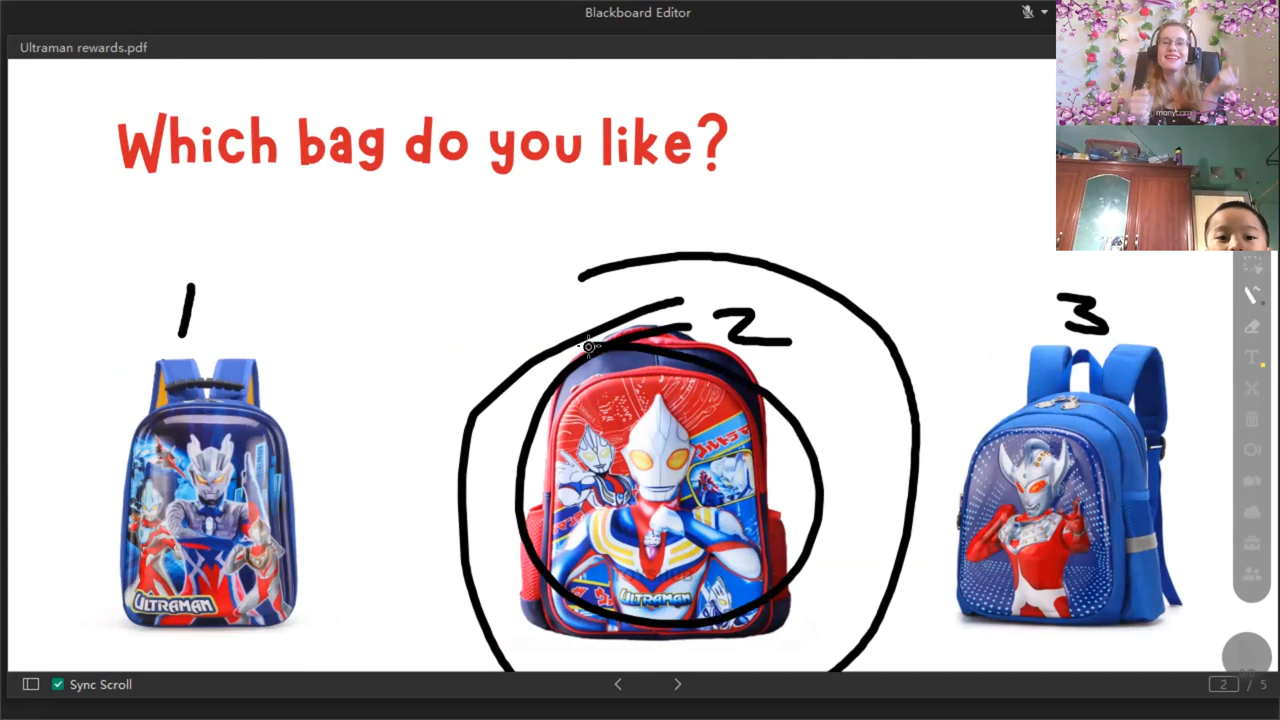 Blackboard Editor
Ultraman rewards.pdf
Which bag do you like?
1
2
3
ULTRAMAN
ULTRAMAN
Sync Scroll
2 / 5